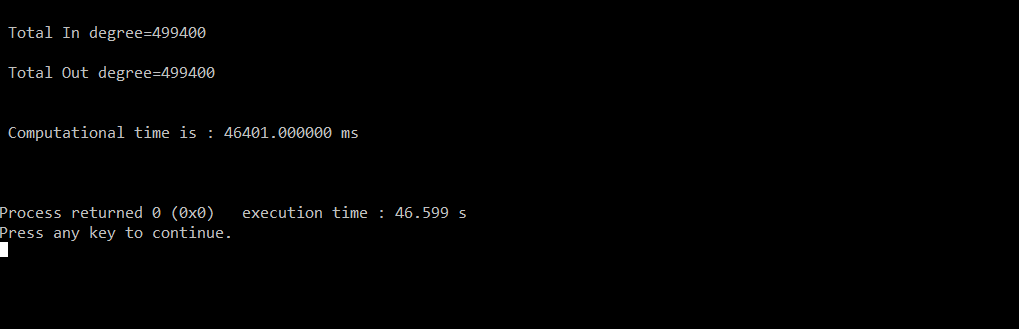 Total In degree=499400
Total Out degree=499400
Computational time is : 46401.000000 ms
Process returned 0 (0x0)   execution time : 46.599 s
Press any key to continue.